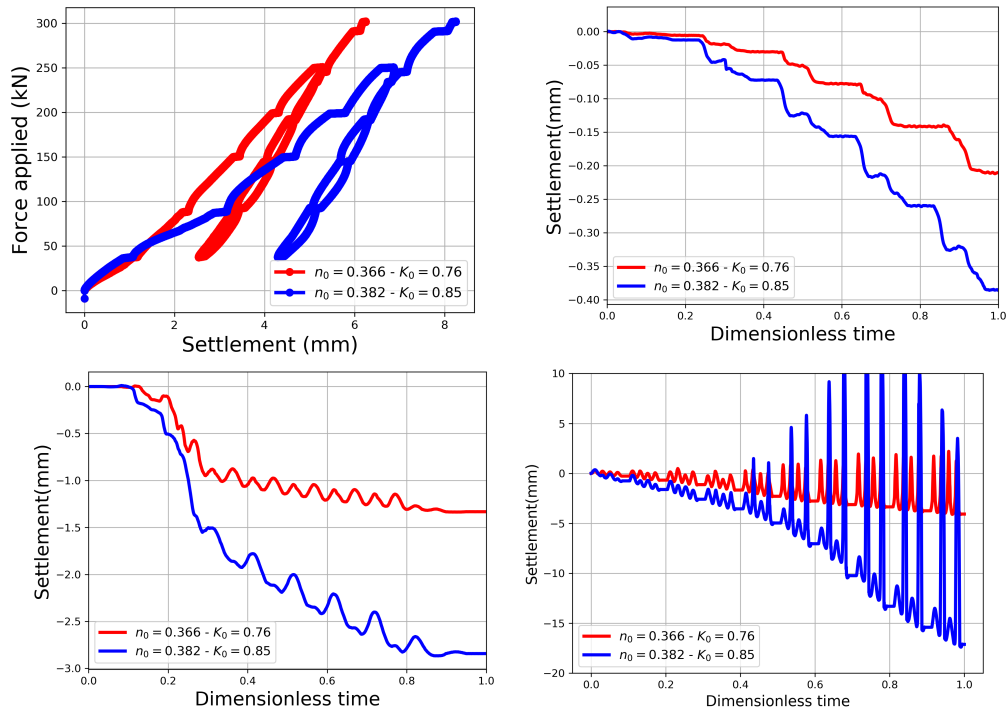 300
250
200
150
100
50
0
Force applied (kN)
0 2 4 6 8
Settlement (mm)
n₀ = 0.366 - K₀ = 0.76
n₀ = 0.382 - K₀ = 0.85
0.00
−0.05
−0.10
−0.15
−0.20
−0.25
−0.30
−0.35
−0.40
Settlement(mm)
0.0 0.2 0.4 0.6 0.8 1.0
Dimensionless time
n₀ = 0.366 - K₀ = 0.76
n₀ = 0.382 - K₀ = 0.85
0.0
−0.5
−1.0
−1.5
−2.0
−2.5
−3.0
Settlement(mm)
0.0 0.2 0.4 0.6 0.8 1.0
Dimensionless time
n₀ = 0.366 - K₀ = 0.76
n₀ = 0.382 - K₀ = 0.85
10
5
0
−5
−10
−15
−20
Settlement(mm)
0.0 0.2 0.4 0.6 0.8 1.0
Dimensionless time
n₀ = 0.366 - K₀ = 0.76
n₀ = 0.382 - K₀ = 0.85